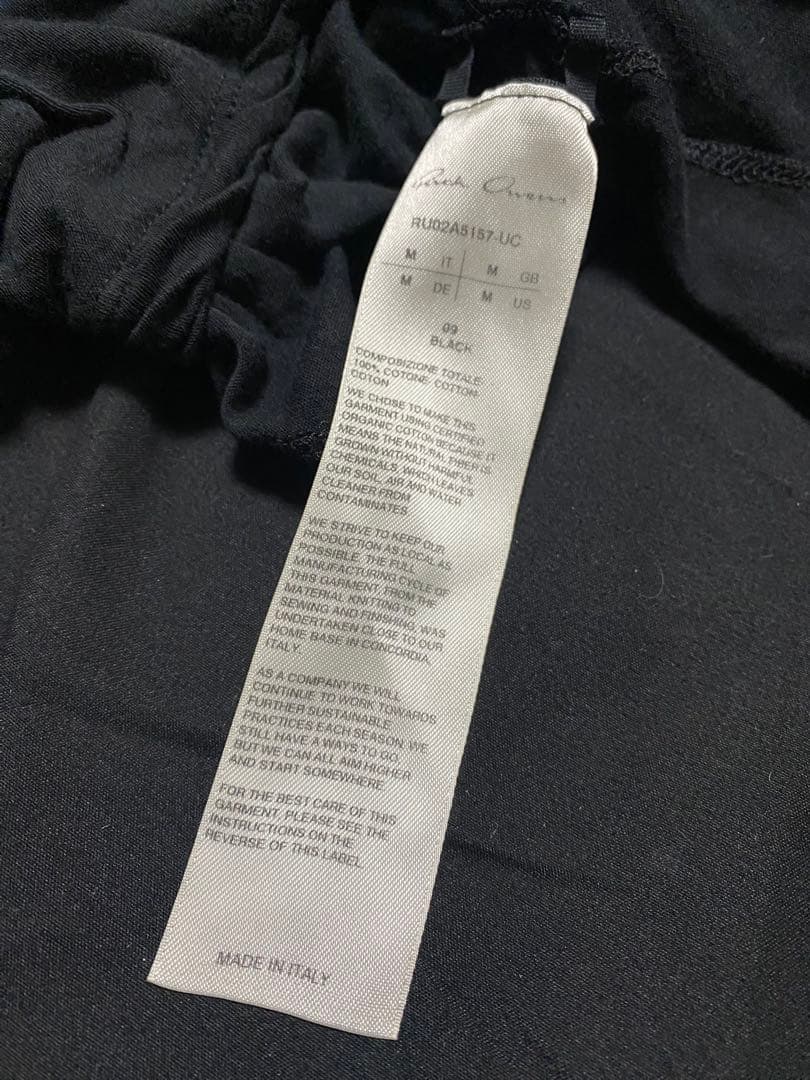 Rick Owens
RU02A5157-UC
M IT M GB
M DE M US
09
BLACK
COMPOSIZIONE TOTALE:
100% COTONE- COTTON-
COTON
WE CHOSE TO MAKE THIS
GARMENT USING CERTIFIED
ORGANIC COTTON BECAUSE IT
MEANS THE NATURAL FIBER IS
GROWN WITHOUT HARMFUL
CHEMICALS, WHICH LEAVES
OUR SOIL, AIR AND WATER
CLEANER FROM
CONTAMINATES.
WE STRIVE TO KEEP OUR
PRODUCTION AS LOCAL AS
POSSIBLE. THE FULL
MANUFACTURING CYCLE OF
THIS GARMENT, FROM THE
MATERIAL KNITTING TO
SEWING AND FINISHING, WAS
UNDERTAKEN CLOSE TO OUR
HOME BASE IN CONCORDIA,
ITALY.
AS A COMPANY WE WILL
CONTINUE TO WORK TOWARDS
FURTHER SUSTAINABLE
PRACTICES EACH SEASON. WE
STILL HAVE A WAYS TO GO
BUT WE CAN ALL AIM HIGHER
AND START SOMEWHERE.
FOR THE BEST CARE OF THIS
GARMENT, PLEASE SEE THE
INSTRUCTIONS ON THE
REVERSE OF THIS LABEL.
MADE IN ITALY